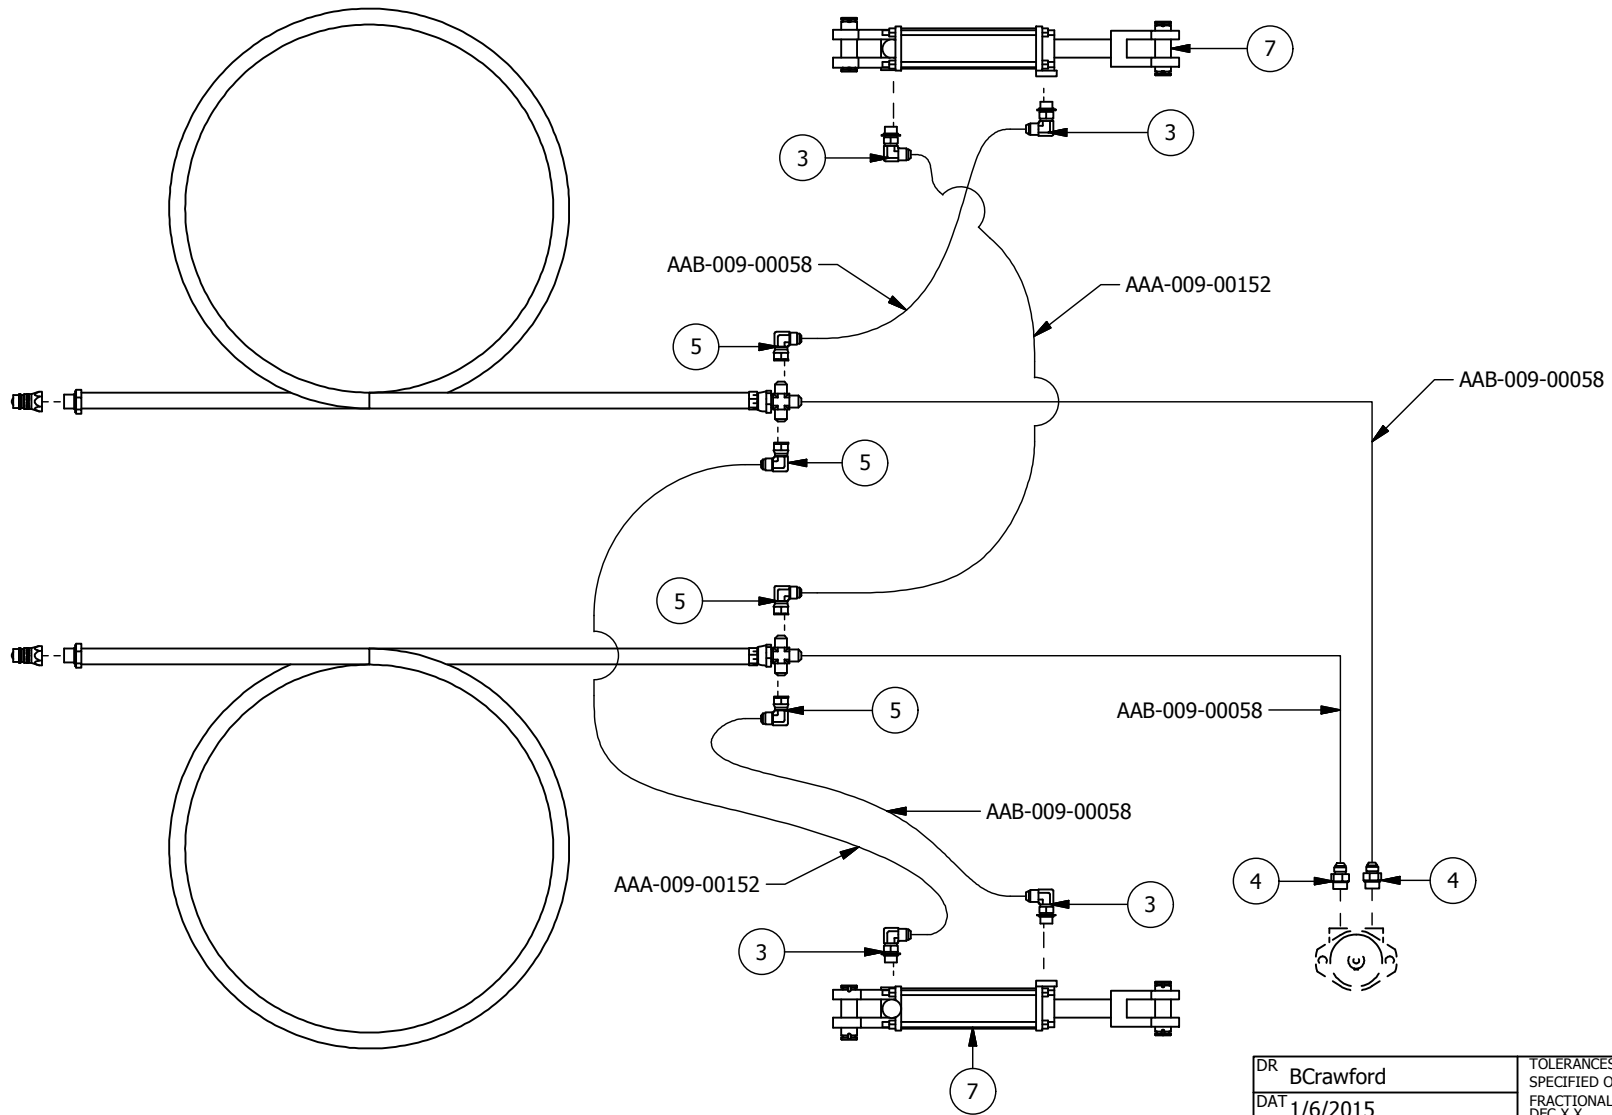 7
3
3
AAB-009-00058
AAA-009-00152
5
AAB-009-00058
5
5
5
AAB-009-00058
AAB-009-00058
AAA-009-00152
4
4
3
3
7
DR BCrawford
DAT 1/6/2015
TOLERANCES
SPECIFIED O
FRACTIONAL